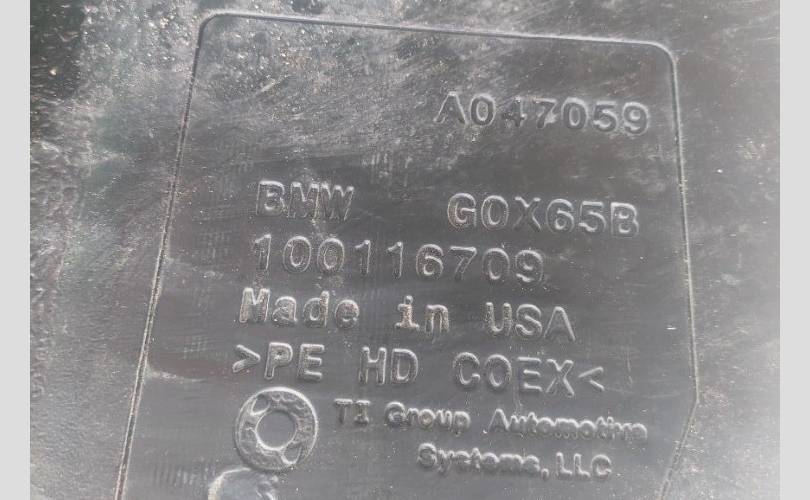 A047059
BMW G0X65B
100116709
Made in USA
>PE HD COEX<
TI Group Automotive
Systems, LLC